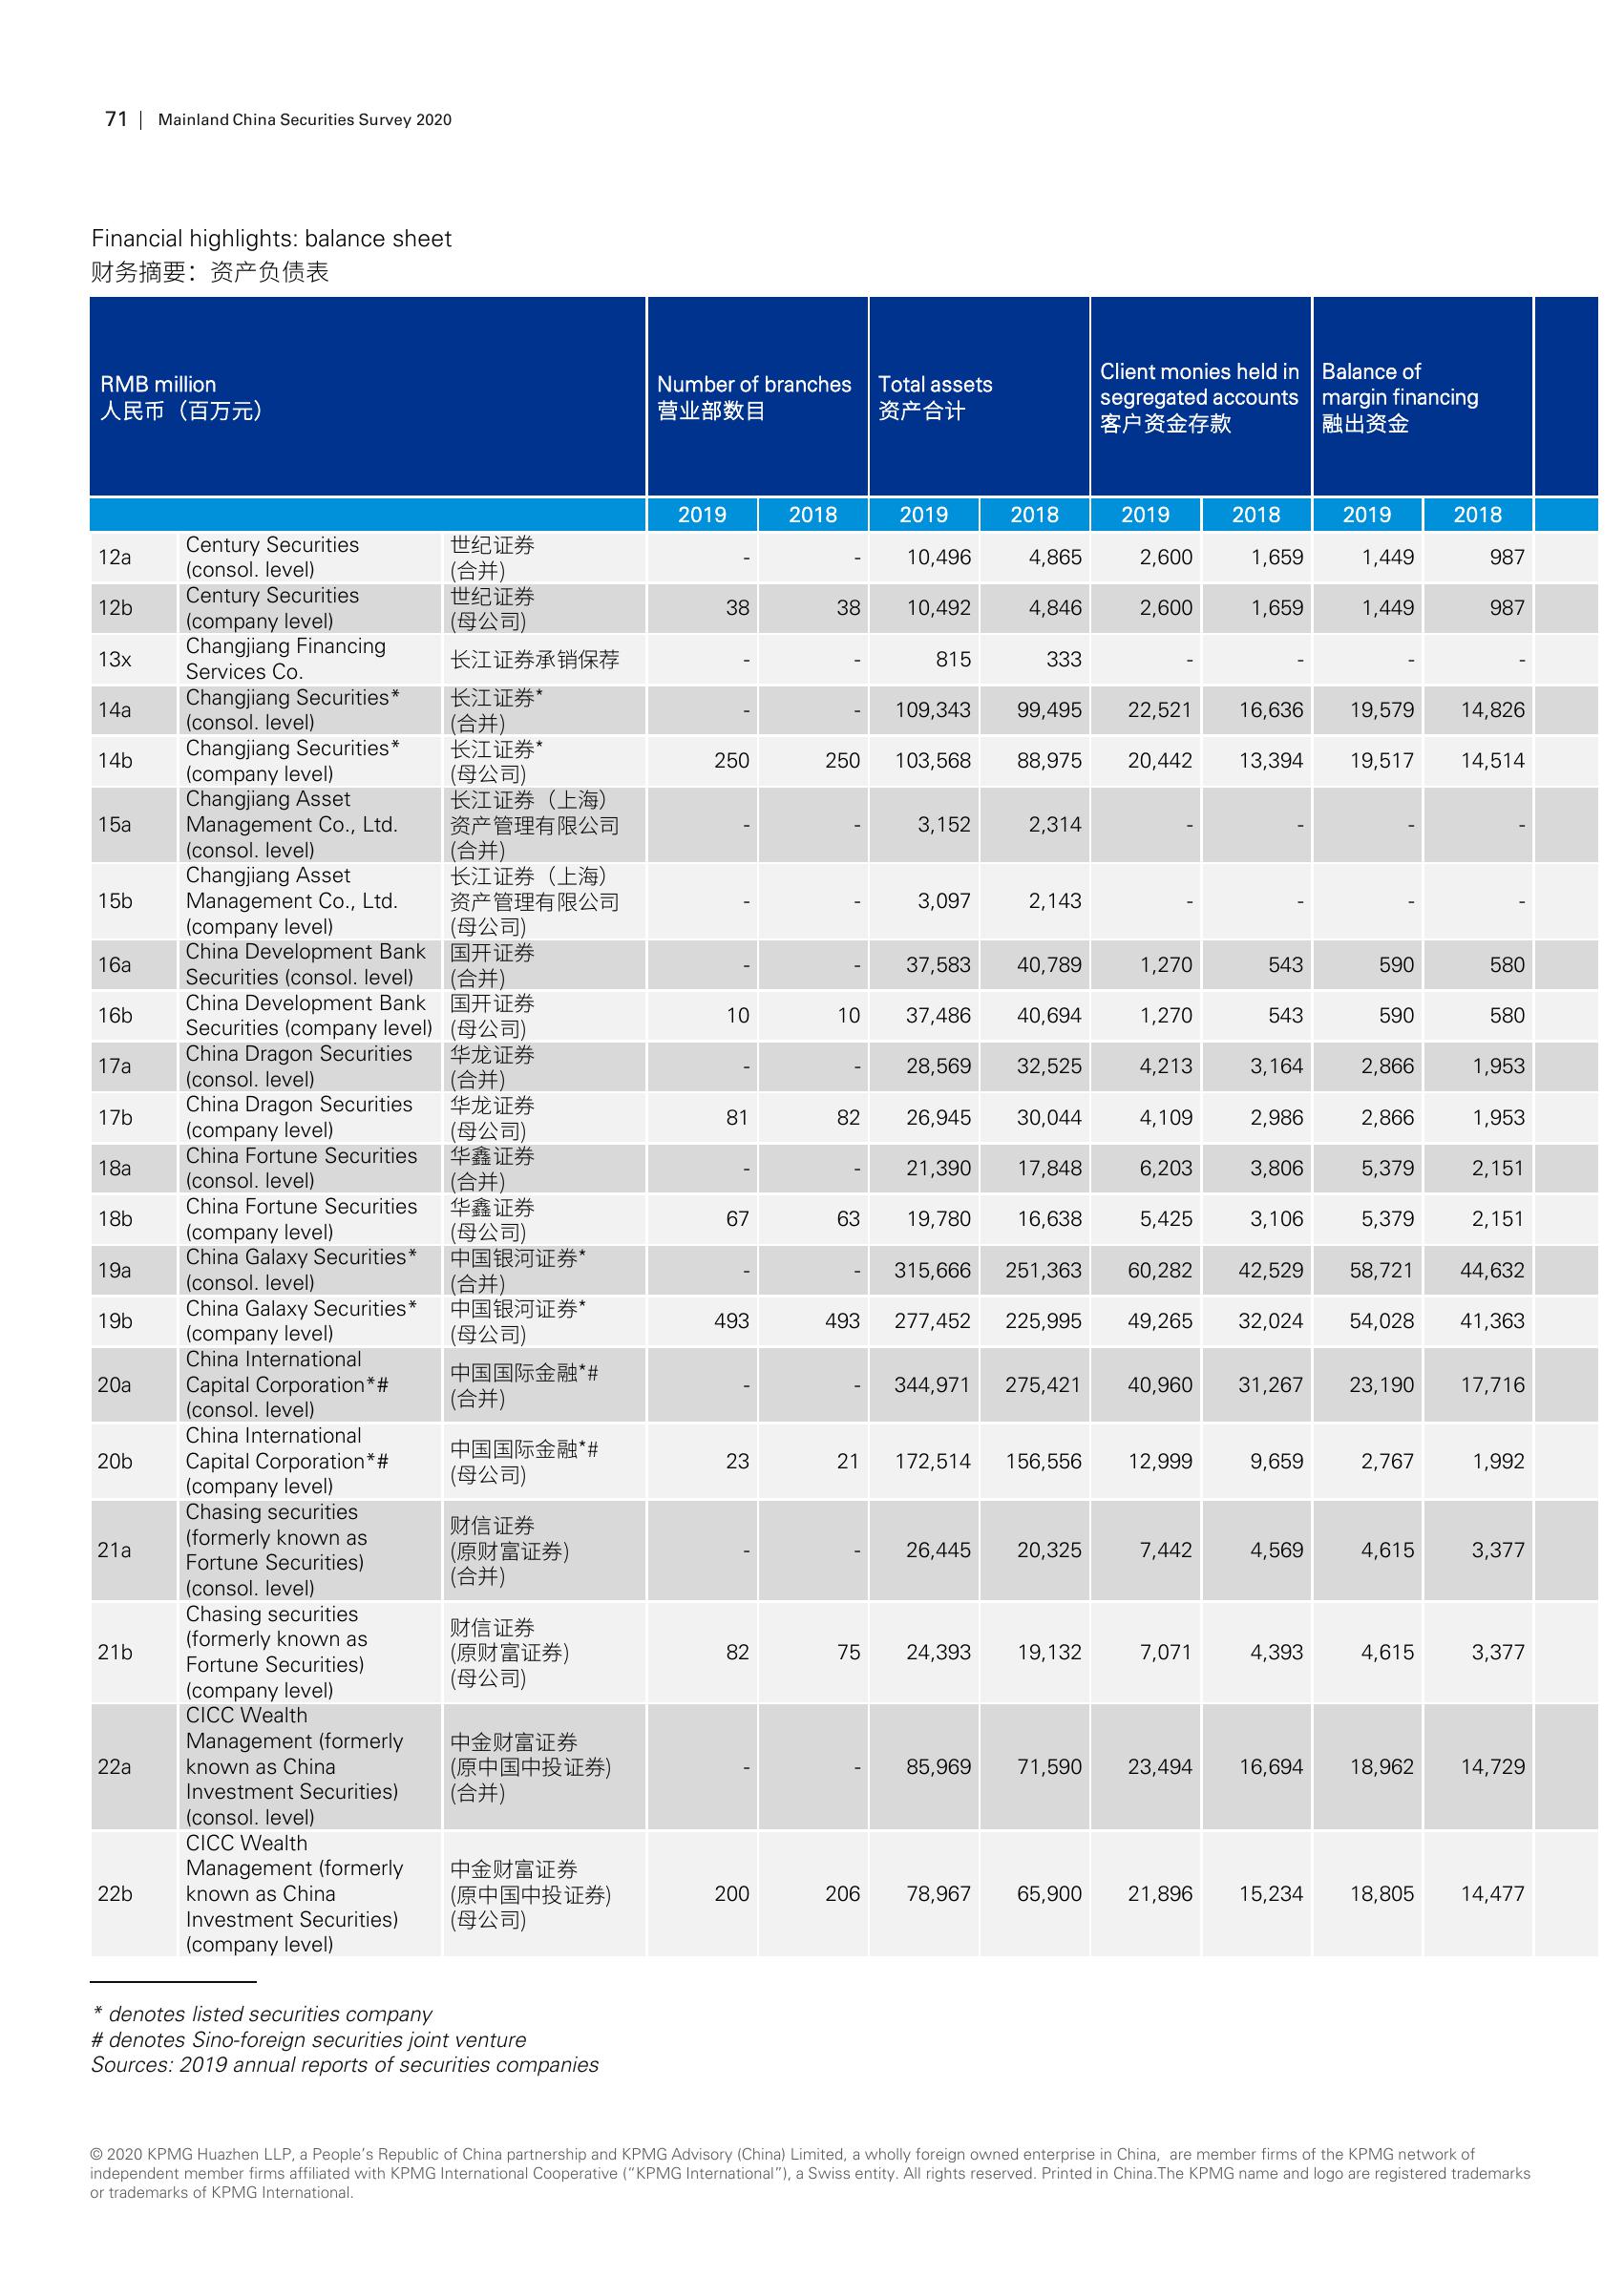 71 | Mainland China Securities Survey 2020
Financial highlights: balance sheet
财务摘要：资产负债表
RMB million
人民币（百万元）
Number of branches
营业部数目
Total assets
资产合计
Client monies held in
segregated accounts
客户资金存款
Balance of
margin financing
融出资金
2019 2018 2019 2018 2019 2018 2019 2018
12a
Century Securities
(consol. level)
世纪证券
(合并)
- - 10,496 4,865 2,600 1,659 1,449 987
12b
Century Securities
(company level)
世纪证券
(母公司)
38 38 10,492 4,846 2,600 1,659 1,449 987
13x
Changjiang Financing
Services Co.
长江证券承销保荐
- - 815 333 - - - -
14a
Changjiang Securities*
(consol. level)
长江证券*
(合并)
- - 109,343 99,495 22,521 16,636 19,579 14,826
14b
Changjiang Securities*
(company level)
长江证券*
(母公司)
250 250 103,568 88,975 20,442 13,394 19,517 14,514
15a
Changjiang Asset
Management Co., Ltd.
(consol. level)
长江证券（上海）
资产管理有限公司
(合并)
- - 3,152 2,314 - - - -
15b
Changjiang Asset
Management Co., Ltd.
(company level)
长江证券（上海）
资产管理有限公司
(母公司)
- - 3,097 2,143 - - - -
16a
China Development Bank
Securities (consol. level)
国开证券
(合并)
- - 37,583 40,789 1,270 543 590 580
16b
China Development Bank
Securities (company level)
国开证券
(母公司)
10 10 37,486 40,694 1,270 543 590 580
17a
China Dragon Securities
(consol. level)
华龙证券
(合并)
- - 28,569 32,525 4,213 3,164 2,866 1,953
17b
China Dragon Securities
(company level)
华龙证券
(母公司)
81 82 26,945 30,044 4,109 2,986 2,866 1,953
18a
China Fortune Securities
(consol. level)
华鑫证券
(合并)
- - 21,390 17,848 6,203 3,806 5,379 2,151
18b
China Fortune Securities
(company level)
华鑫证券
(母公司)
67 63 19,780 16,638 5,425 3,106 5,379 2,151
19a
China Galaxy Securities*
(consol. level)
中国银河证券*
(合并)
- - 315,666 251,363 60,282 42,529 58,721 44,632
19b
China Galaxy Securities*
(company level)
中国银河证券*
(母公司)
493 493 277,452 225,995 49,265 32,024 54,028 41,363
20a
China International
Capital Corporation*#
(consol. level)
中国国际金融*#
(合并)
- - 344,971 275,421 40,960 31,267 23,190 17,716
20b
China International
Capital Corporation*#
(company level)
中国国际金融*#
(母公司)
23 21 172,514 156,556 12,999 9,659 2,767 1,992
21a
Chasing securities
(formerly known as
Fortune Securities)
(consol. level)
财信证券
(原财富证券)
(合并)
- - 26,445 20,325 7,442 4,569 4,615 3,377
21b
Chasing securities
(formerly known as
Fortune Securities)
(company level)
财信证券
(原财富证券)
(母公司)
82 75 24,393 19,132 7,071 4,393 4,615 3,377
22a
CICC Wealth
Management (formerly
known as China
Investment Securities)
(consol. level)
中金财富证券
(原中国中投证券)
(合并)
- - 85,969 71,590 23,494 16,694 18,962 14,729
22b
CICC Wealth
Management (formerly
known as China
Investment Securities)
(company level)
中金财富证券
(原中国中投证券)
(母公司)
200 206 78,967 65,900 21,896 15,234 18,805 14,477
* denotes listed securities company
# denotes Sino-foreign securities joint venture
Sources: 2019 annual reports of securities companies
© 2020 KPMG Huazhen LLP, a People’s Republic of China partnership and KPMG Advisory (China) Limited, a wholly foreign owned enterprise in China, are member firms of the KPMG network of
independent member firms affiliated with KPMG International Cooperative (“KPMG International”), a Swiss entity. All rights reserved. Printed in China.The KPMG name and logo are registered trademarks
or trademarks of KPMG International.